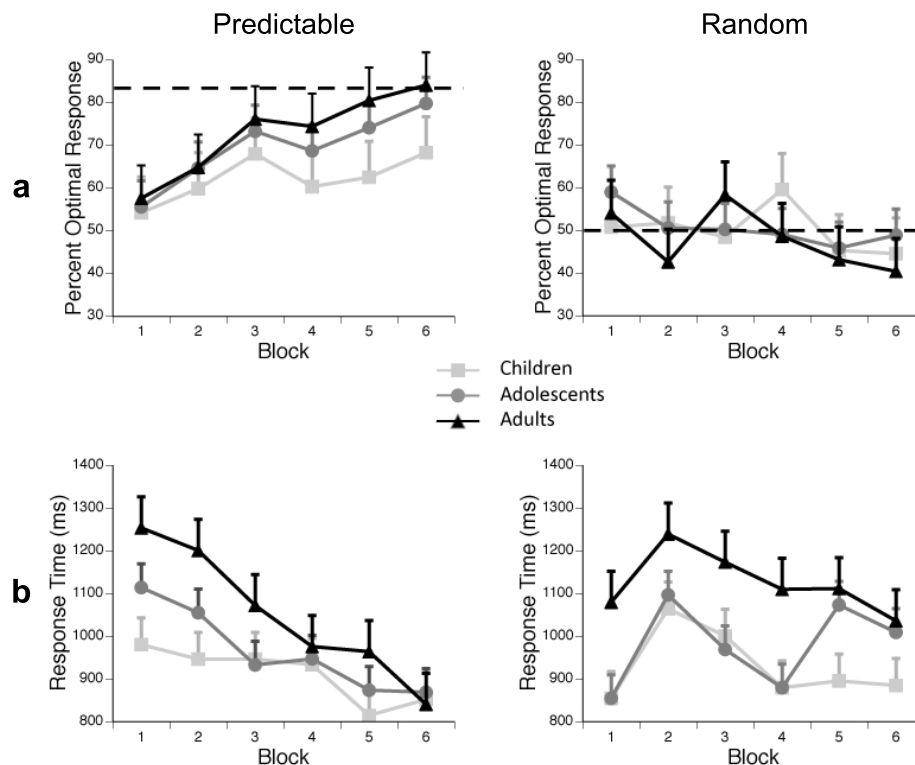 Predictable
Random
a
Percent Optimal Response
90
80
70
60
50
40
30
1 2 3 4 5 6
Block
Percent Optimal Response
90
80
70
60
50
40
30
1 2 3 4 5 6
Block
Children
Adolescents
Adults
b
Response Time (ms)
1400
1300
1200
1100
1000
900
800
1 2 3 4 5 6
Block
Response Time (ms)
1400
1300
1200
1100
1000
900
800
1 2 3 4 5 6
Block